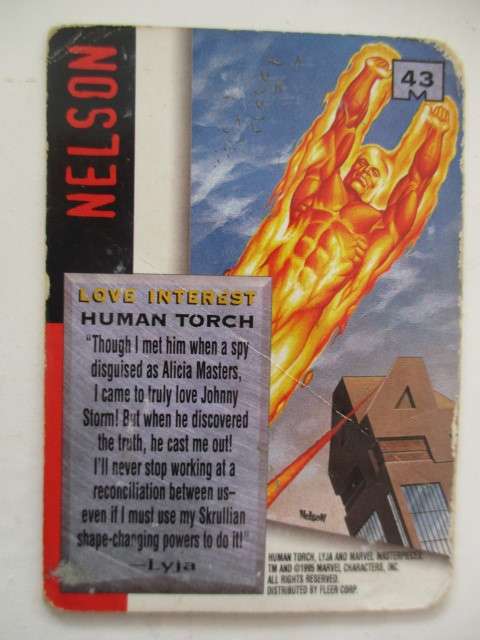 NELSON
43
M
LOVE INTEREST
HUMAN TORCH
"Though I met him when a spy
disguised as Alicia Masters,
I came to truly love Johnny
Storm! But when he discovered
the truth, he cast me out!
I'll never stop working at a
reconciliation between us–
even if I must use my Skrullian
shape-changing powers to do it!"
—Lyja
Nelson
HUMAN TORCH, LYJA AND MARVEL MASTERPIECES
TM AND ©1995 MARVEL CHARACTERS, INC.
ALL RIGHTS RESERVED.
DISTRIBUTED BY FLEER CORP.